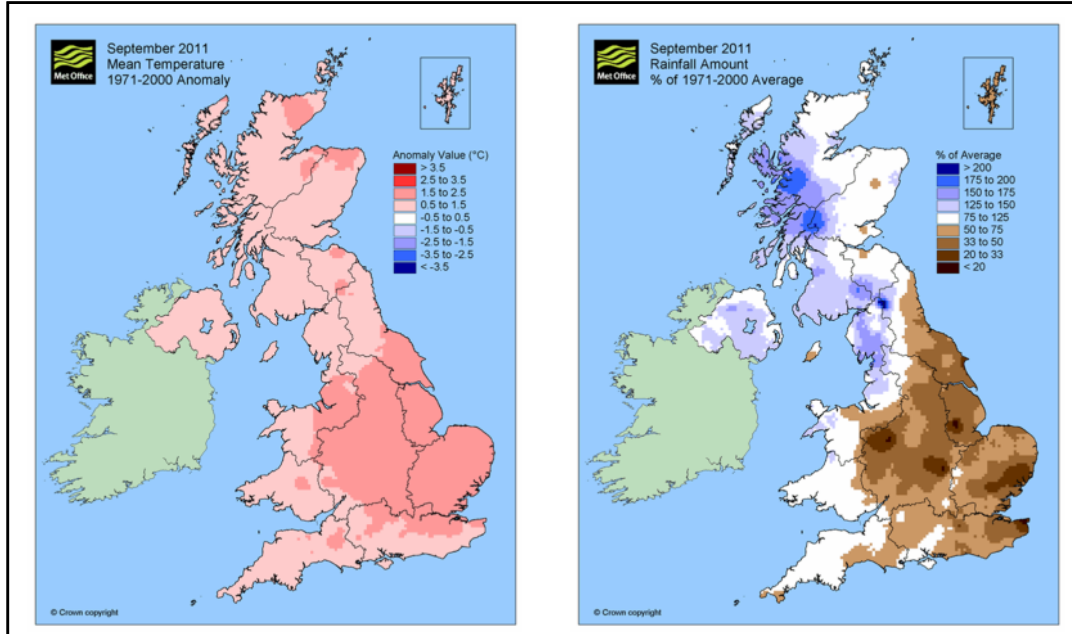 Met Office
September 2011
Mean Temperature
1971-2000 Anomaly
Anomaly Value (°C)
> 3.5
2.5 to 3.5
1.5 to 2.5
0.5 to 1.5
-0.5 to 0.5
-1.5 to -0.5
-2.5 to -1.5
-3.5 to -2.5
< -3.5
© Crown copyright
Met Office
September 2011
Rainfall Amount
% of 1971-2000 Average
% of Average
> 200
175 to 200
150 to 175
125 to 150
75 to 125
50 to 75
33 to 50
20 to 33
< 20
© Crown copyright